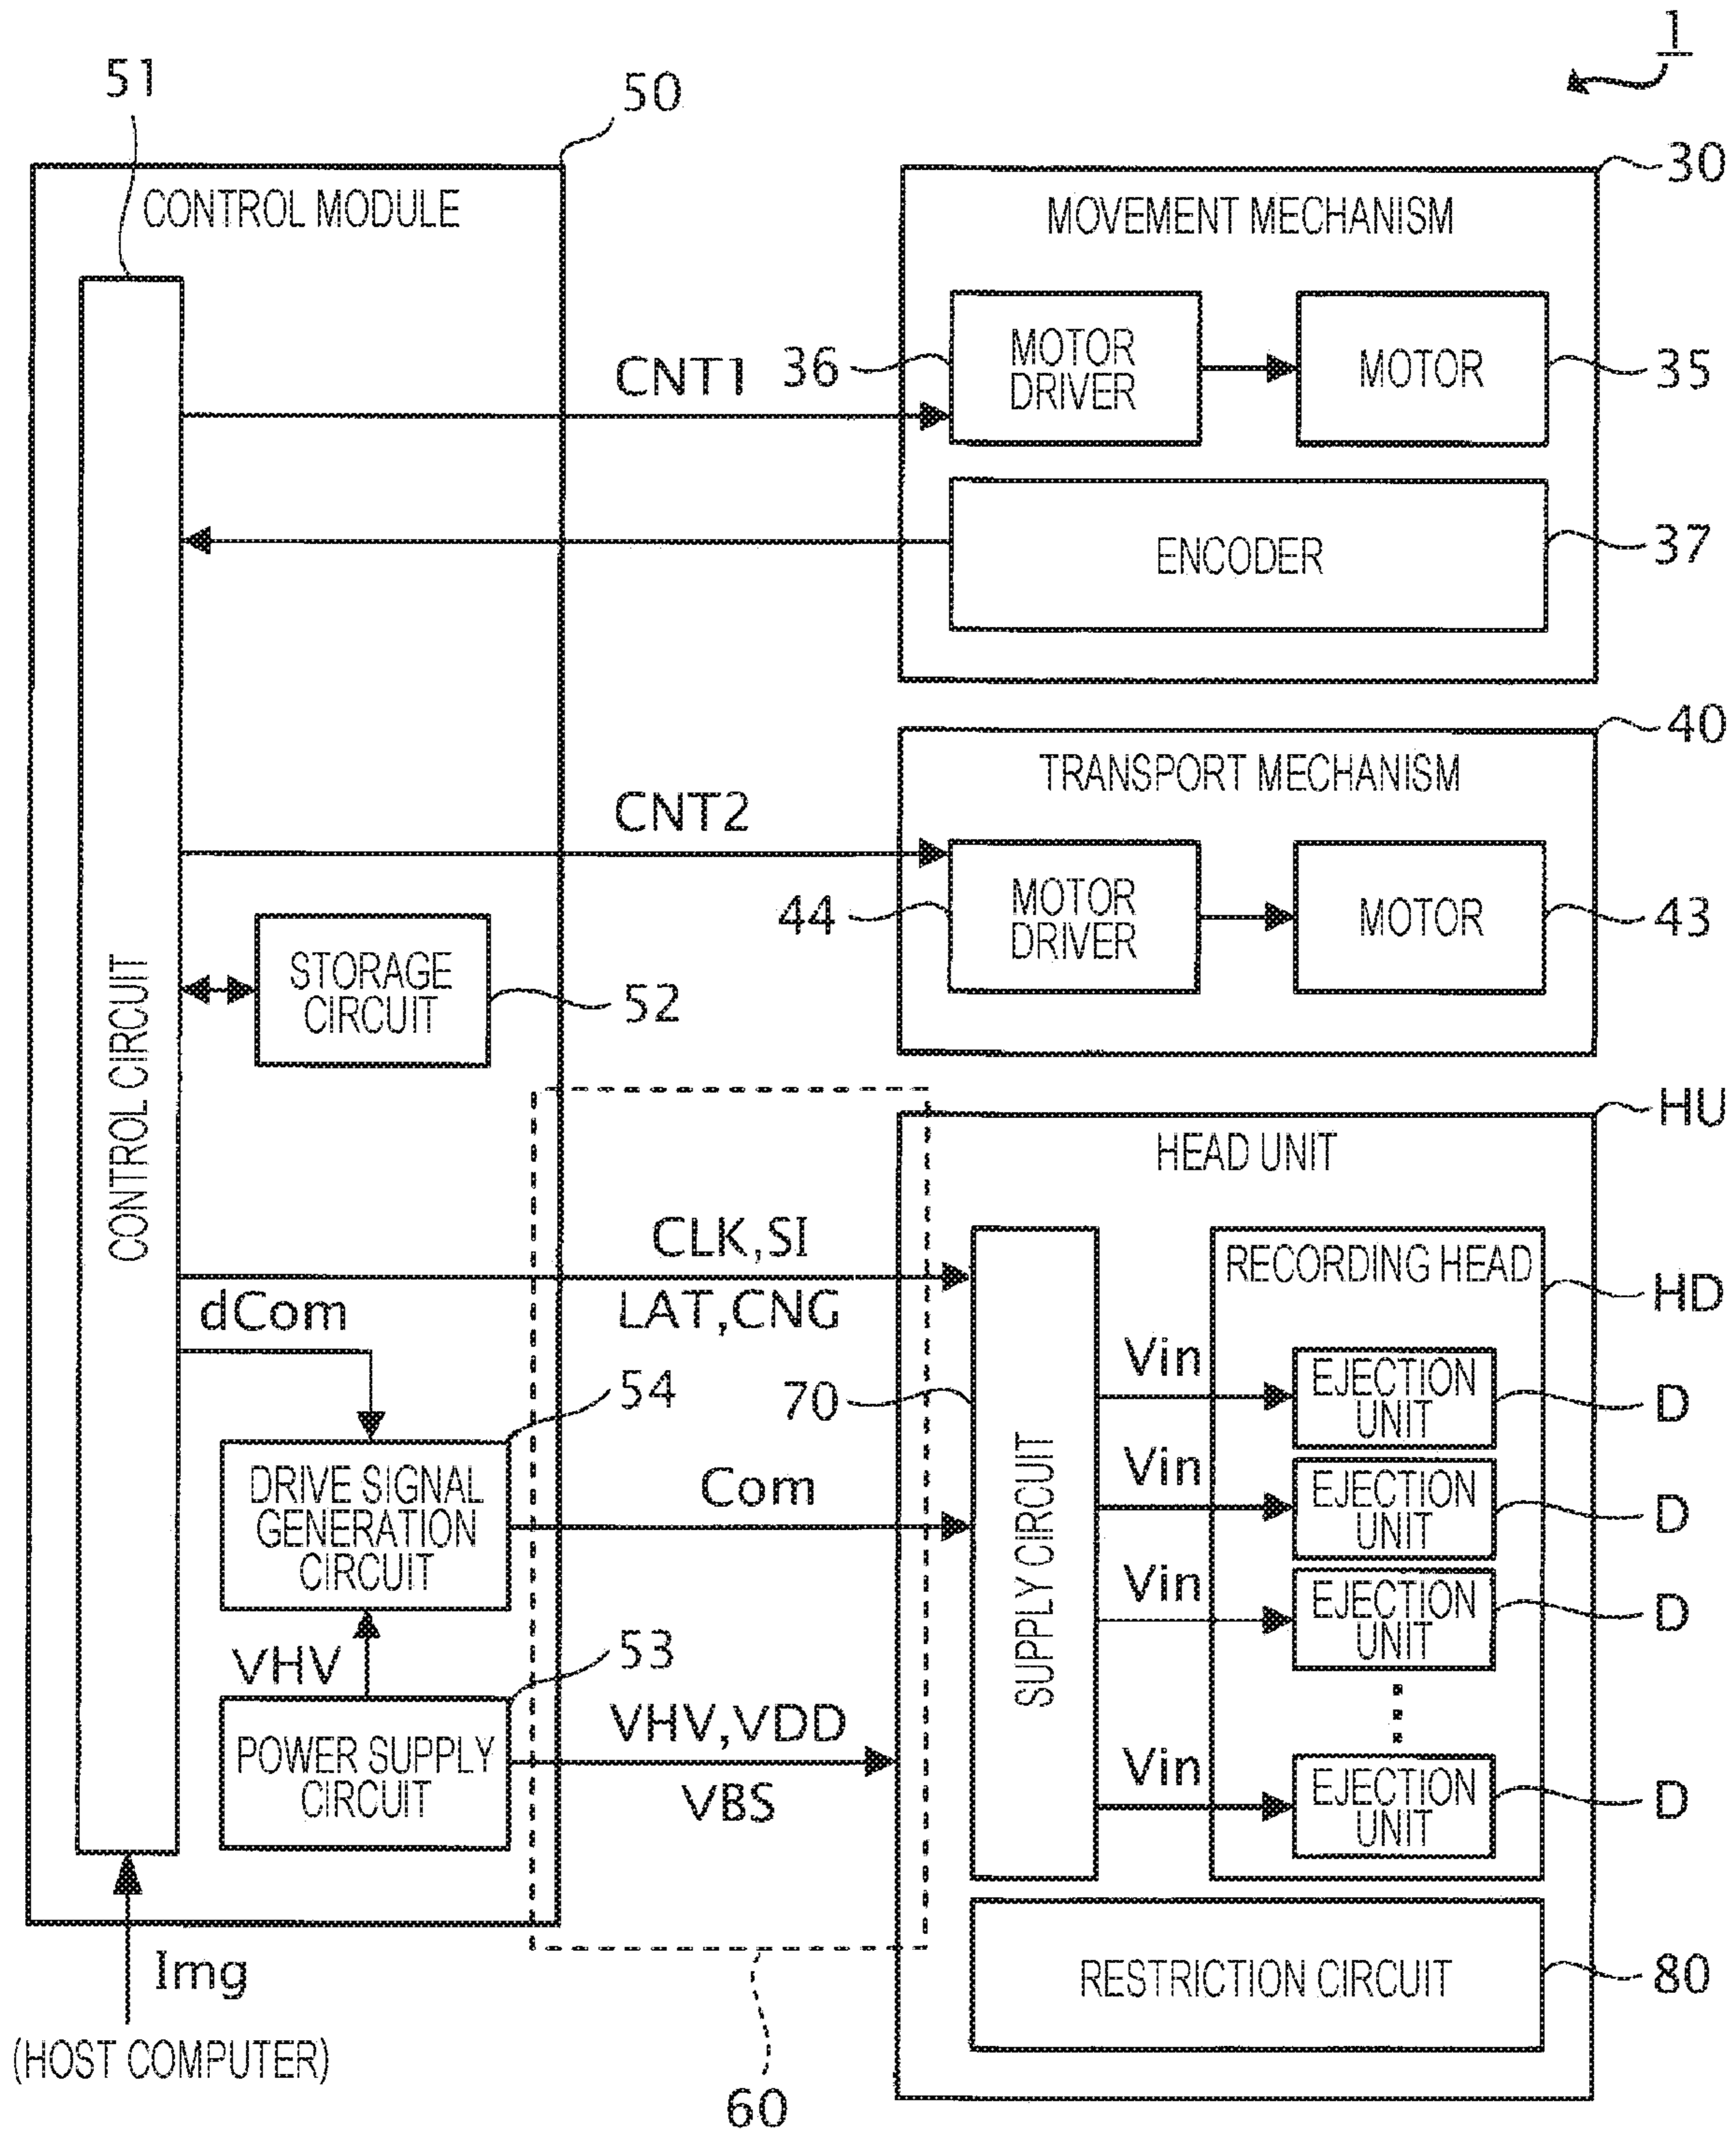 1
51
50
CONTROL MODULE
30
MOVEMENT MECHANISM
CNT1
36
MOTOR
DRIVER
MOTOR
35
ENCODER
37
40
TRANSPORT MECHANISM
CNT2
44
MOTOR
DRIVER
MOTOR
43
CONTROL CIRCUIT
STORAGE
CIRCUIT
52
HU
HEAD UNIT
CLK,SI
LAT,CNG
dCom
RECORDING HEAD
HD
54
70
SUPPLY CIRCUIT
Vin
EJECTION
UNIT
D
DRIVE SIGNAL
GENERATION
CIRCUIT
Com
Vin
EJECTION
UNIT
D
Vin
EJECTION
UNIT
D
VHV
53
POWER SUPPLY
CIRCUIT
VHV,VDD
VBS
Vin
EJECTION
UNIT
D
RESTRICTION CIRCUIT
80
Img
(HOST COMPUTER)
60